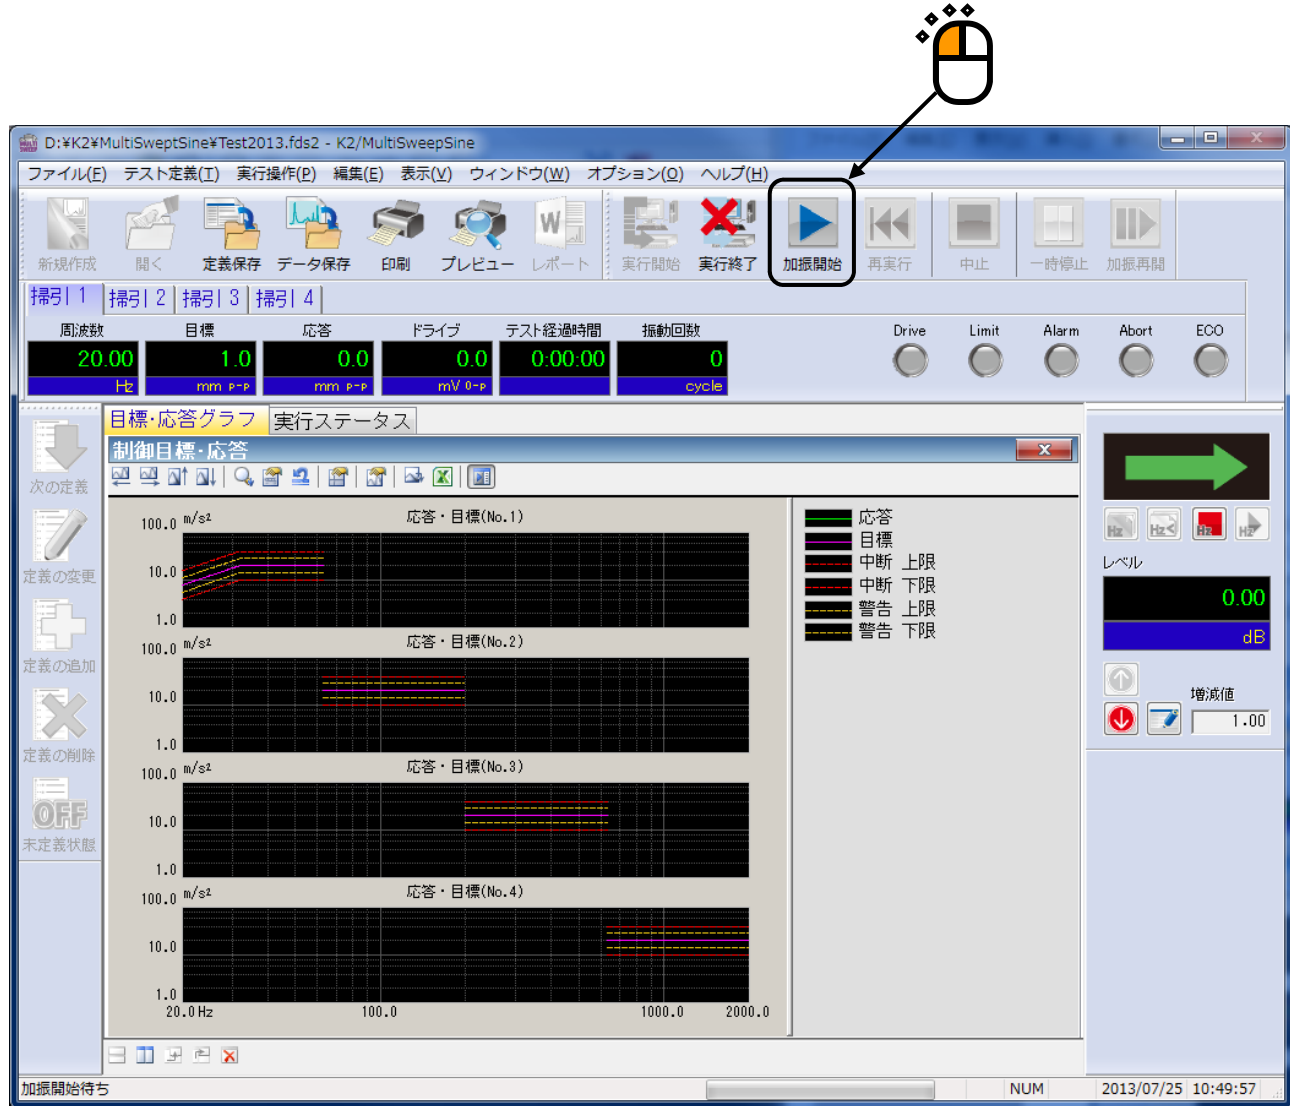 D:¥K2¥MultiSweptSine¥Test2013.fds2 - K2/MultiSweepSine
ファイル(F) テスト定義(T) 実行操作(P) 編集(E) 表示(V) ウィンドウ(W) オプション(O) ヘルプ(H)
新規作成 開く 定義保存 データ保存 印刷 プレビュー レポート 実行開始 実行終了 加振開始 再実行 中止 一時停止 加振再開
掃引 1 掃引 2 掃引 3 掃引 4
周波数 目標 応答 ドライブ テスト経過時間 振動回数 Drive Limit Alarm Abort ECO
20.00 1.0 0.0 0.0 0:00:00 0
Hz mm P-P mm P-P mV 0-P cycle
目標・応答グラフ 実行ステータス
制御目標・応答
次の定義
定義の変更
定義の追加
定義の削除
OFF
未定義状態
応答・目標(No.1)
100.0 m/s²
10.0
1.0
応答・目標(No.2)
100.0 m/s²
10.0
1.0
応答・目標(No.3)
100.0 m/s²
10.0
1.0
応答・目標(No.4)
100.0 m/s²
10.0
1.0
20.0 Hz 100.0 1000.0 2000.0
応答
目標
中断 上限
中断 下限
警告 上限
警告 下限
Hz Hz< Hz Hz
レベル
0.00
dB
増減値
1.00
加振開始待ち NUM 2013/07/25 10:49:57